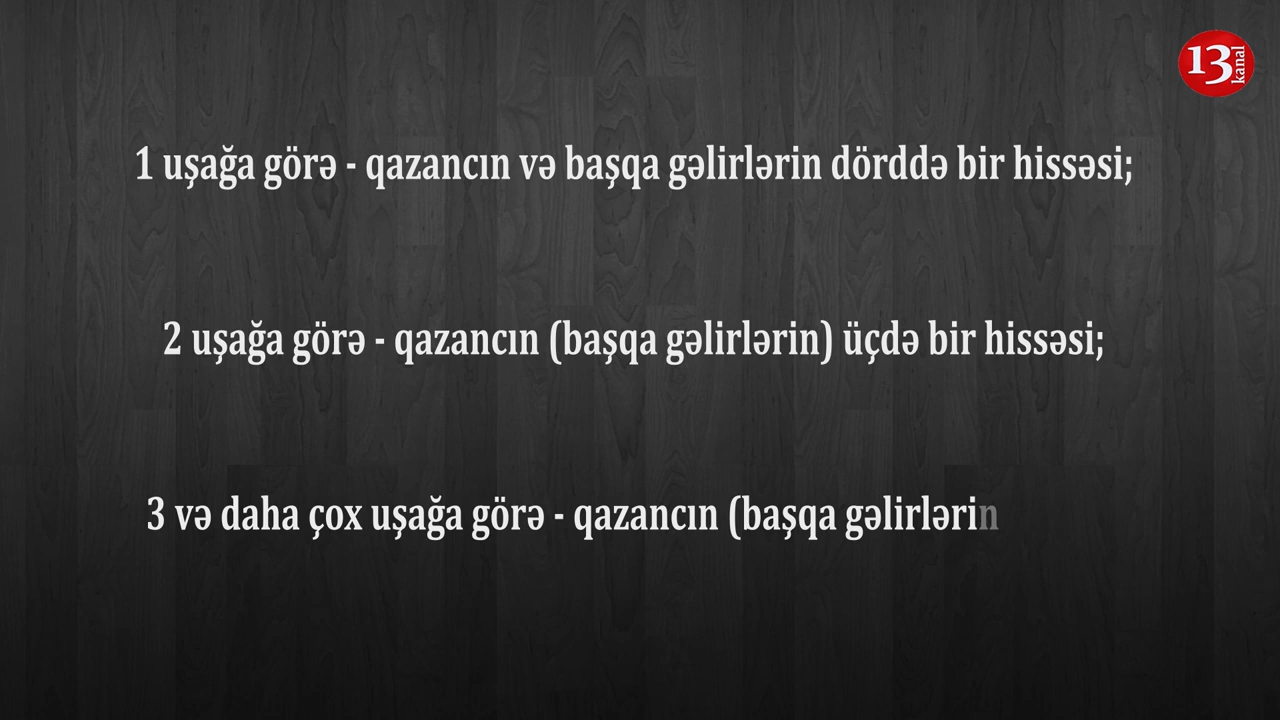 13 kanal
1 uşağa görə - qazancın və başqa gəlirlərin dörddə bir hissəsi;
2 uşağa görə - qazancın (başqa gəlirlərin) üçdə bir hissəsi;
3 və daha çox uşağa görə - qazancın (başqa gəlirlərin